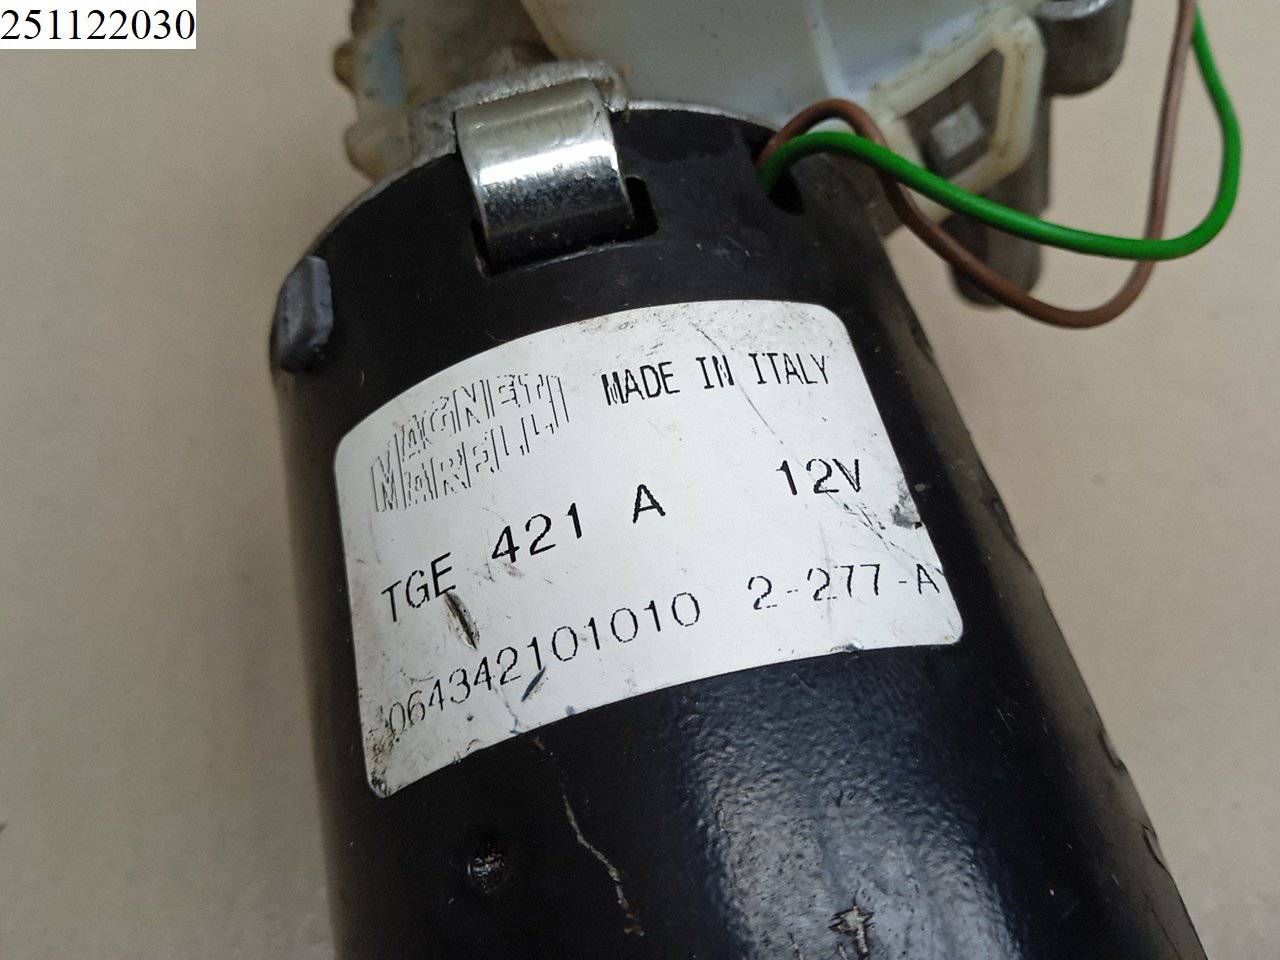 251122030
MAGNETI
MARELLI
MADE IN ITALY
TGE 421 A 12V
064342101010 2-277-A